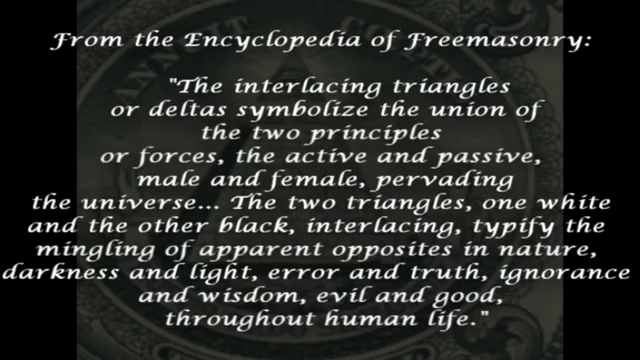 From the Encyclopedia of Freemasonry:
"The interlacing triangles
or deltas symbolize the union of
the two principles
or forces, the active and passive,
male and female, pervading
the universe... The two triangles, one white
and the other black, interlacing, typify the
mingling of apparent opposites in nature,
darkness and light, error and truth, ignorance
and wisdom, evil and good,
throughout human life."
ANNUIT CŒPTIS